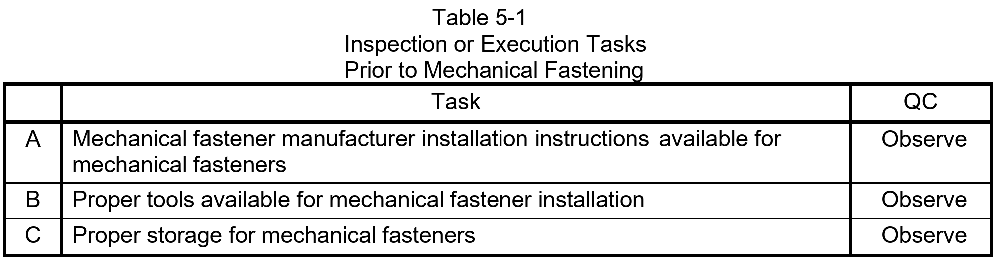 Table 5-1
Inspection or Execution Tasks
Prior to Mechanical Fastening
Task QC
A Mechanical fastener manufacturer installation instructions available for Observe
mechanical fasteners
B Proper tools available for mechanical fastener installation Observe
C Proper storage for mechanical fasteners Observe